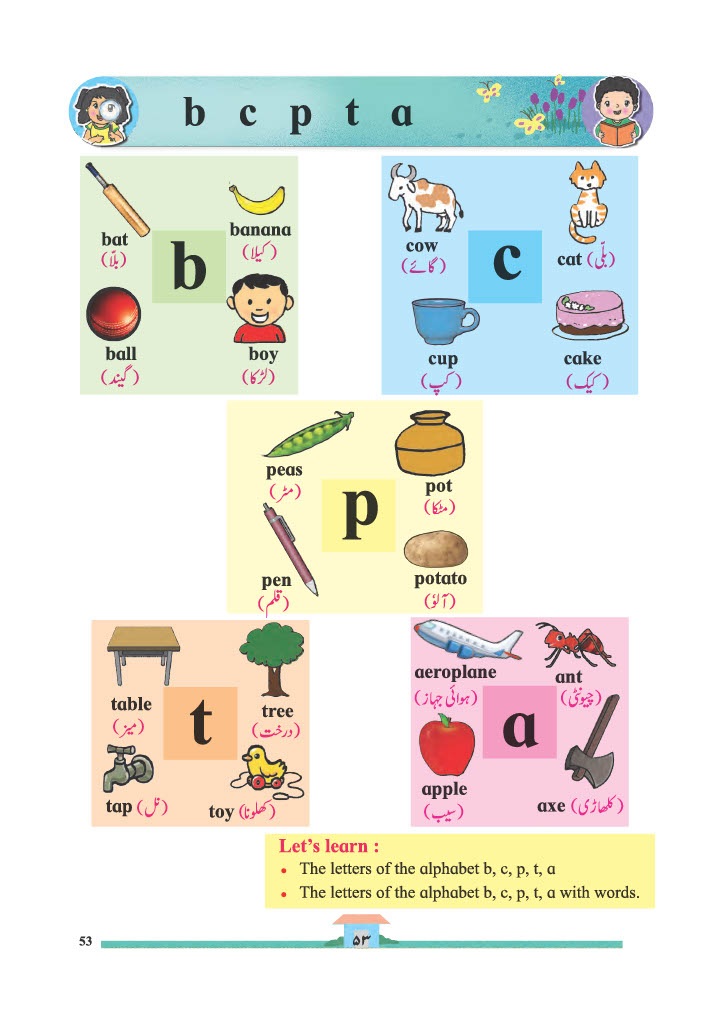 b c p t a
bat
(بلّا)
banana
(کیلا)
b
ball
(گیند)
boy
(لڑکا)
cow
(گائے)
cat (بلّی)
c
cup
(کپ)
cake
(کیک)
peas
(مٹر)
pot
(مٹکا)
p
pen
(قلم)
potato
(آلوٗ)
table
(میز)
tree
(درخت)
t
tap (نل)
toy (کھلونا)
aeroplane
(ہوائی جہاز)
ant
(چیونٹی)
a
apple
(سیب)
axe (کلھاڑی)
Let's learn :
• The letters of the alphabet b, c, p, t, a
• The letters of the alphabet b, c, p, t, a with words.
53
۵۳